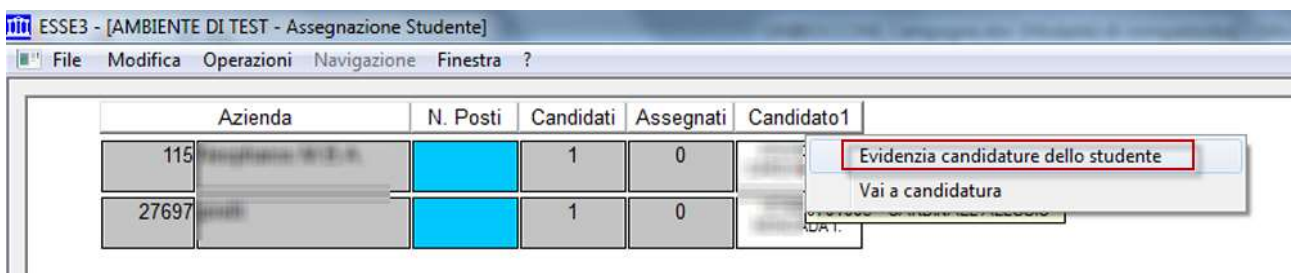 ESSE3 - [AMBIENTE DI TEST - Assegnazione Studente]
File Modifica Operazioni Navigazione Finestra ?
Azienda N. Posti Candidati Assegnati Candidato1
115 1 0
Evidenzia candidature dello studente
Vai a candidatura
27697 1 0